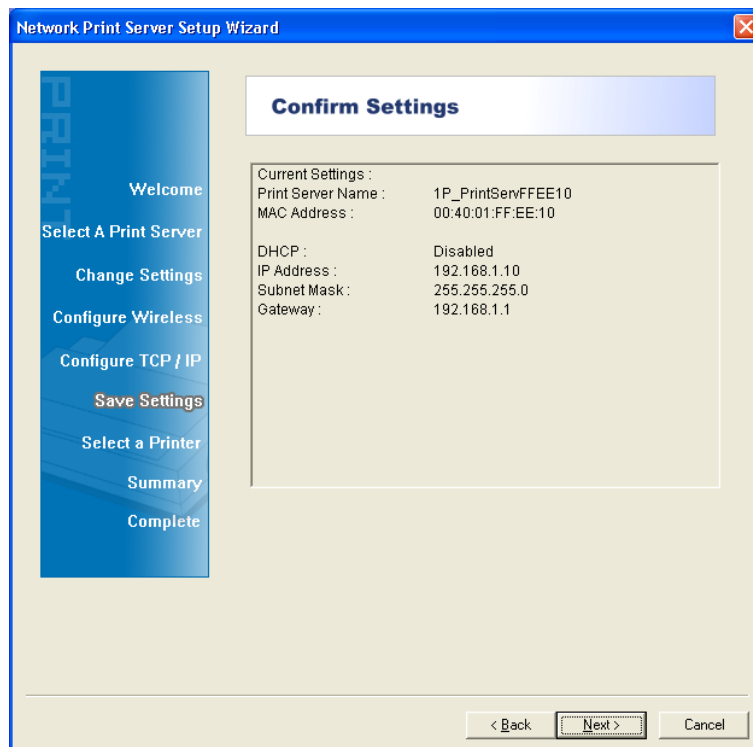 Network Print Server Setup Wizard
PRINT
Welcome
Select A Print Server
Change Settings
Configure Wireless
Configure TCP / IP
Save Settings
Select a Printer
Summary
Complete
Confirm Settings
Current Settings :
Print Server Name : 1P_PrintServFFEE10
MAC Address : 00:40:01:FF:EE:10
DHCP : Disabled
IP Address : 192.168.1.10
Subnet Mask : 255.255.255.0
Gateway : 192.168.1.1
< Back Next > Cancel